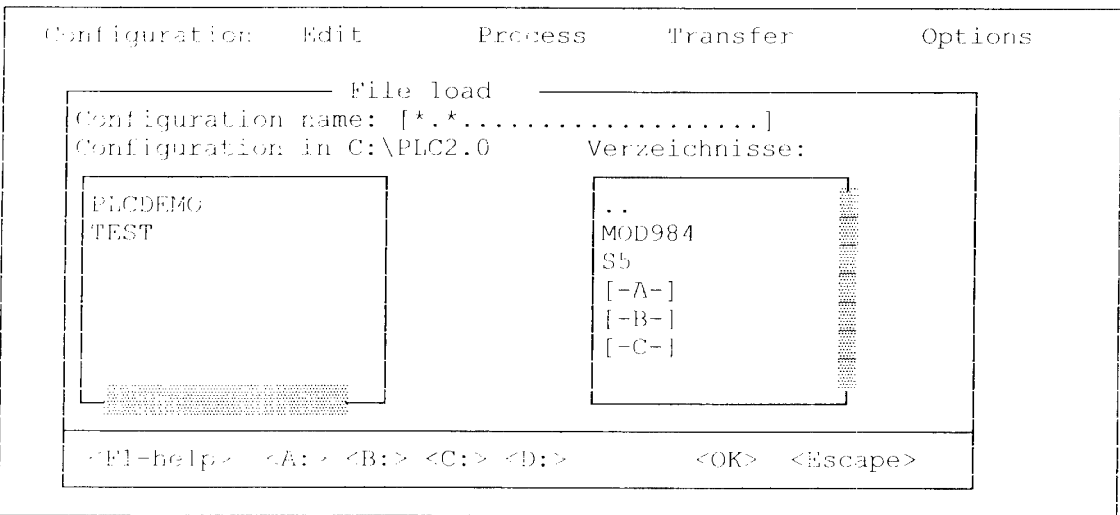 Configuration Edit Process Transfer Options
File load
Configuration name: [*.*.....................]
Configuration in C:\PLC2.0 Verzeichnisse:
PLCDEMO ..
TEST MOD984
S5
[-A-]
[-B-]
[-C-]
<F1-help> <A:> <B:> <C:> <D:> <OK> <Escape>